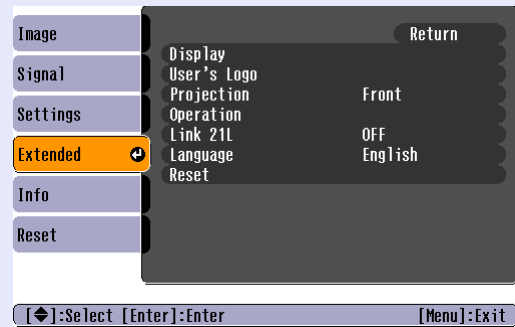 Image
Signal
Settings
Extended
Info
Reset
Return
Display
User's Logo
Projection Front
Operation
Link 21L OFF
Language English
Reset
[◆]:Select [Enter]:Enter [Menu]:Exit